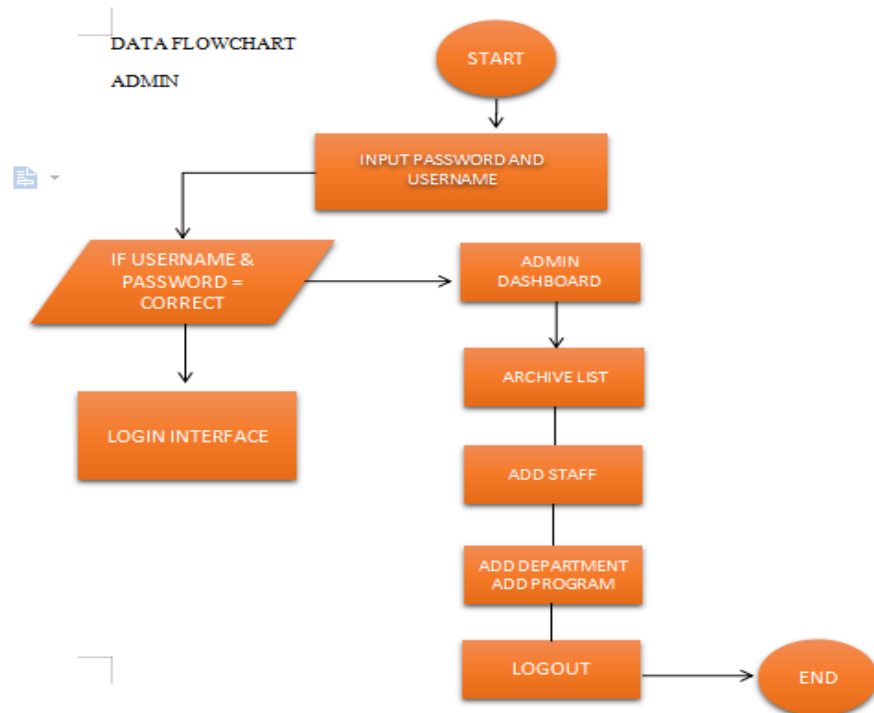 DATA FLOWCHART
ADMIN
START
INPUT PASSWORD AND
USERNAME
IF USERNAME &
PASSWORD =
CORRECT
ADMIN
DASHBOARD
ARCHIVE LIST
LOGIN INTERFACE
ADD STAFF
ADD DEPARTMENT
ADD PROGRAM
LOGOUT
END